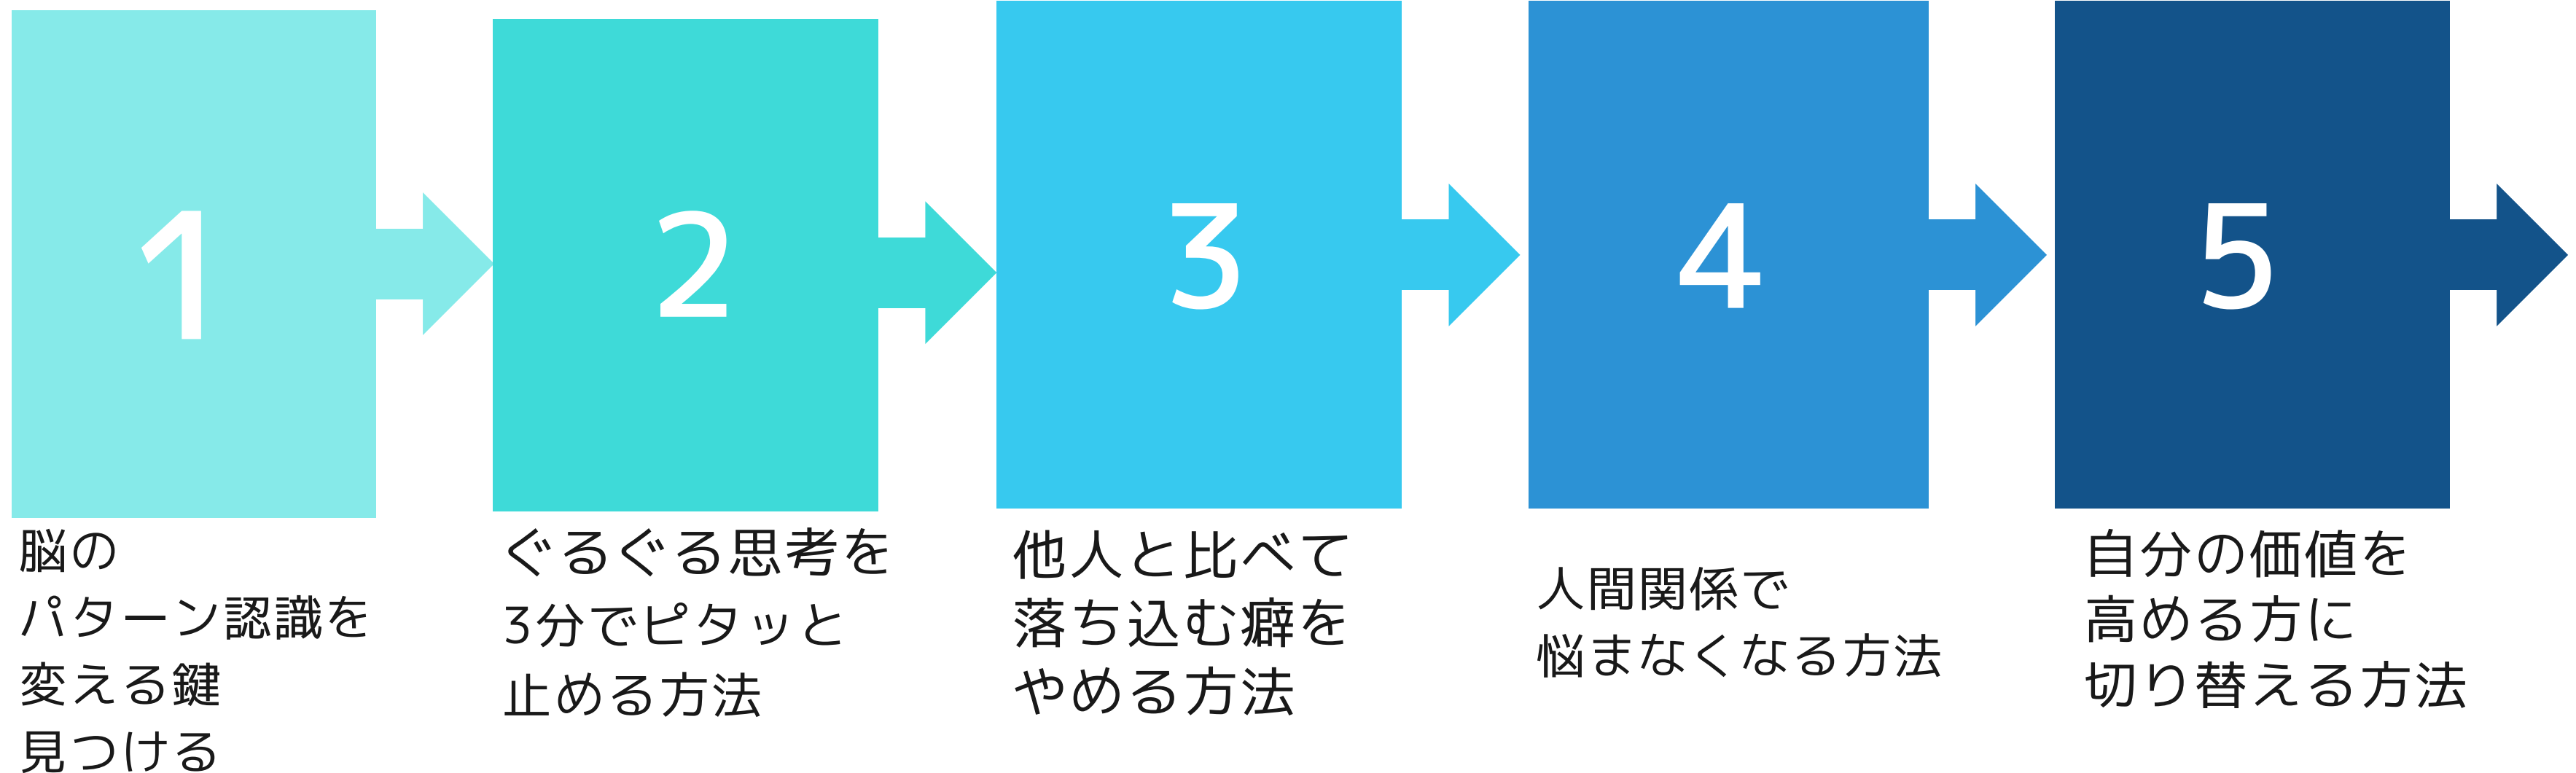 1
脳の
パターン認識を
変える鍵
見つける
2
ぐるぐる思考を
3分でピタッと
止める方法
3
他人と比べて
落ち込む癖を
やめる方法
4
人間関係で
悩まなくなる方法
5
自分の価値を
高める方に
切り替える方法